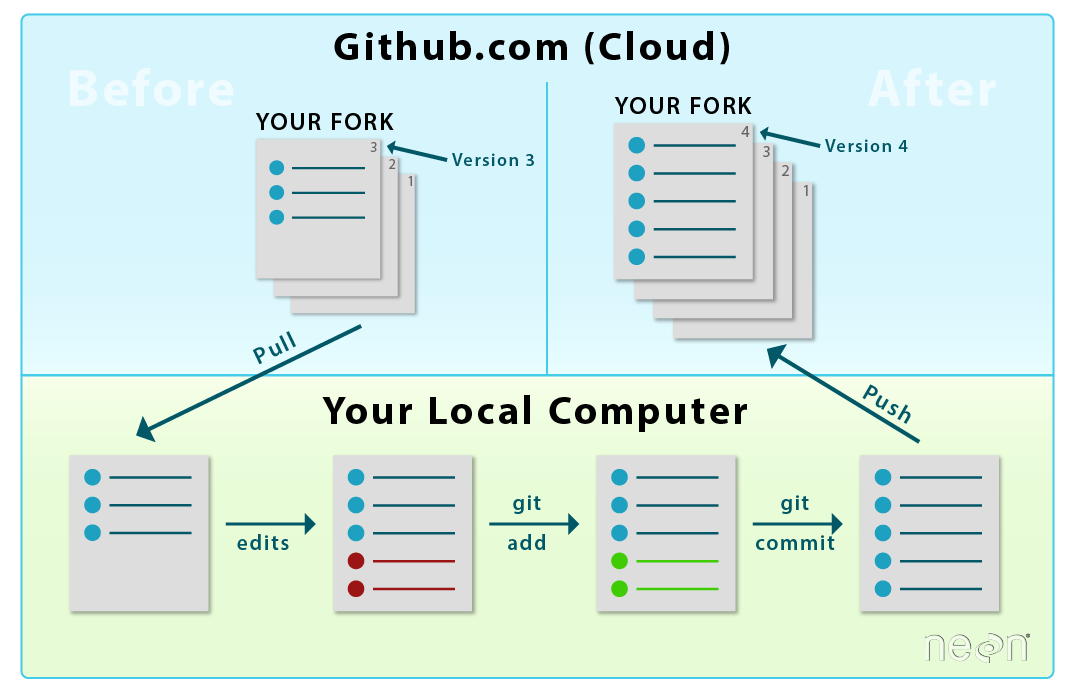 Github.com (Cloud)
Before
After
YOUR FORK
3
2
1
Version 3
YOUR FORK
4
3
2
1
Version 4
Pull
Push
Your Local Computer
edits
git
add
git
commit
neon